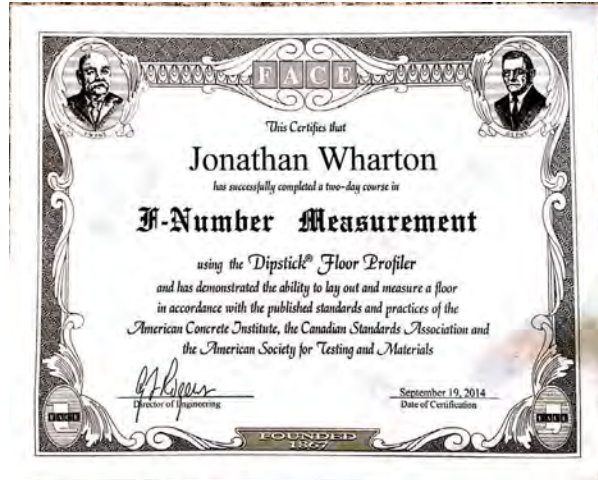 FACE
This Certifies that
Jonathan Wharton
has successfully completed a two-day course in
F-Number Measurement
using the Dipstick® Floor Profiler
and has demonstrated the ability to lay out and measure a floor
in accordance with the published standards and practices of the
American Concrete Institute, the Canadian Standards Association and
the American Society for Testing and Materials
Director of Engineering
September 19, 2014
Date of Certification
FACE
FACE
FOUNDED
1867